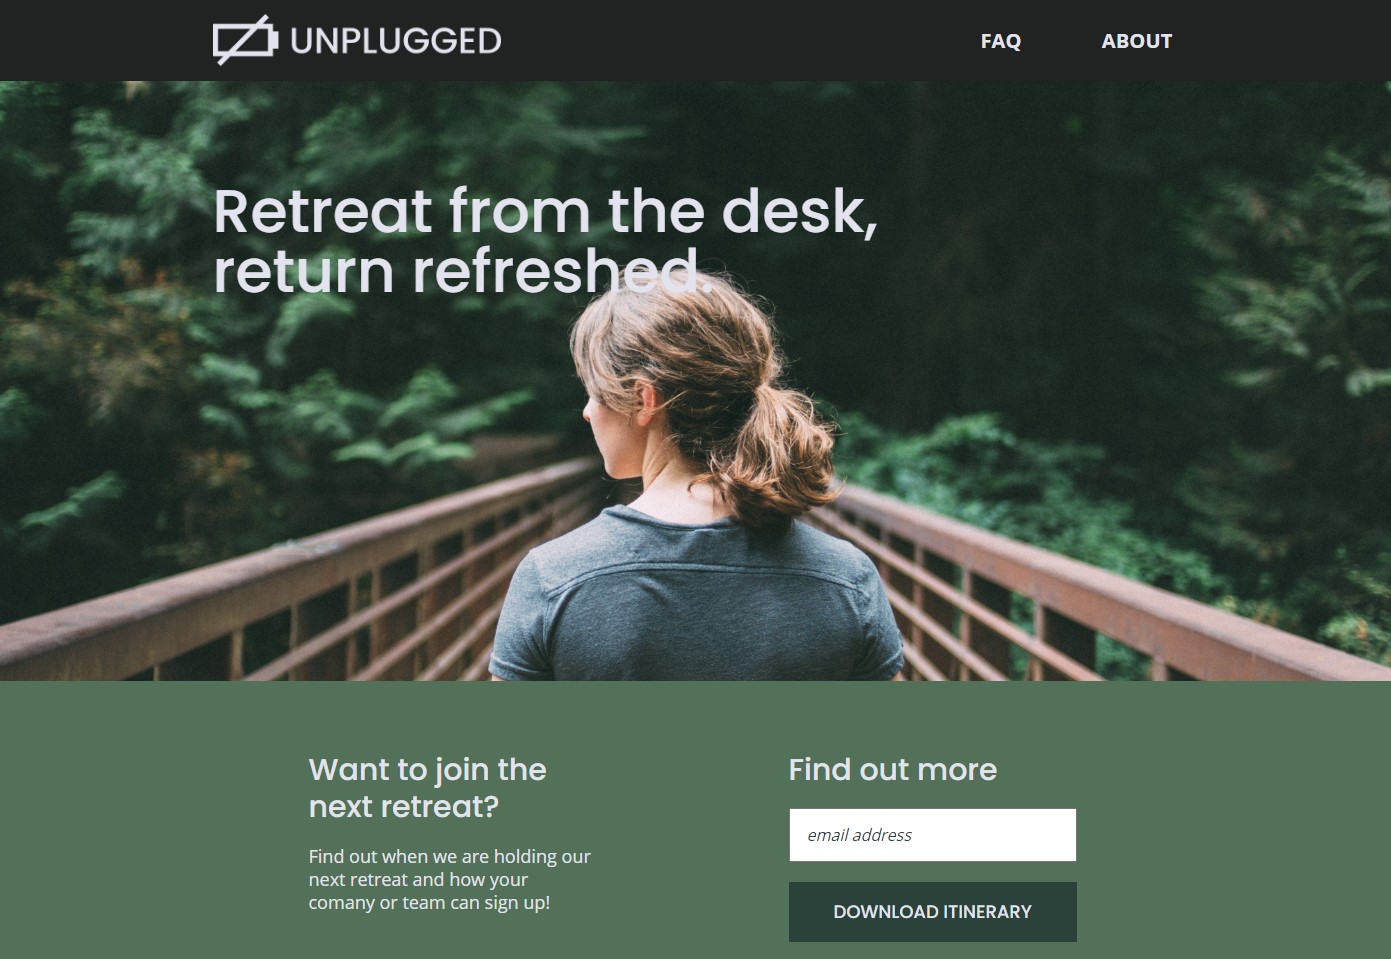 UNPLUGGED
FAQ
ABOUT
Retreat from the desk,
return refreshed.
Want to join the
next retreat?
Find out when we are holding our
next retreat and how your
comany or team can sign up!
Find out more
email address
DOWNLOAD ITINERARY